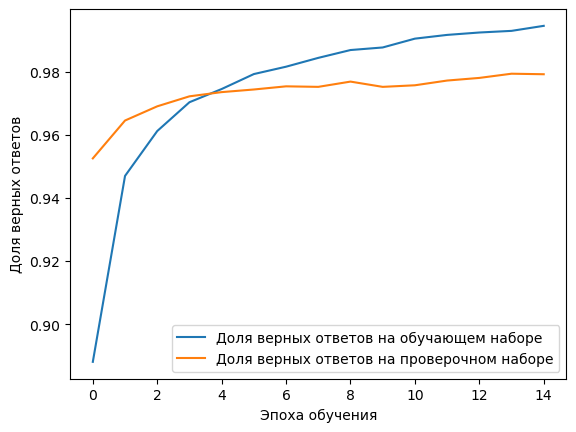 0.98
0.96
0.94
0.92
0.90
Доля верных ответов
Доля верных ответов на обучающем наборе
Доля верных ответов на проверочном наборе
0 2 4 6 8 10 12 14
Эпоха обучения